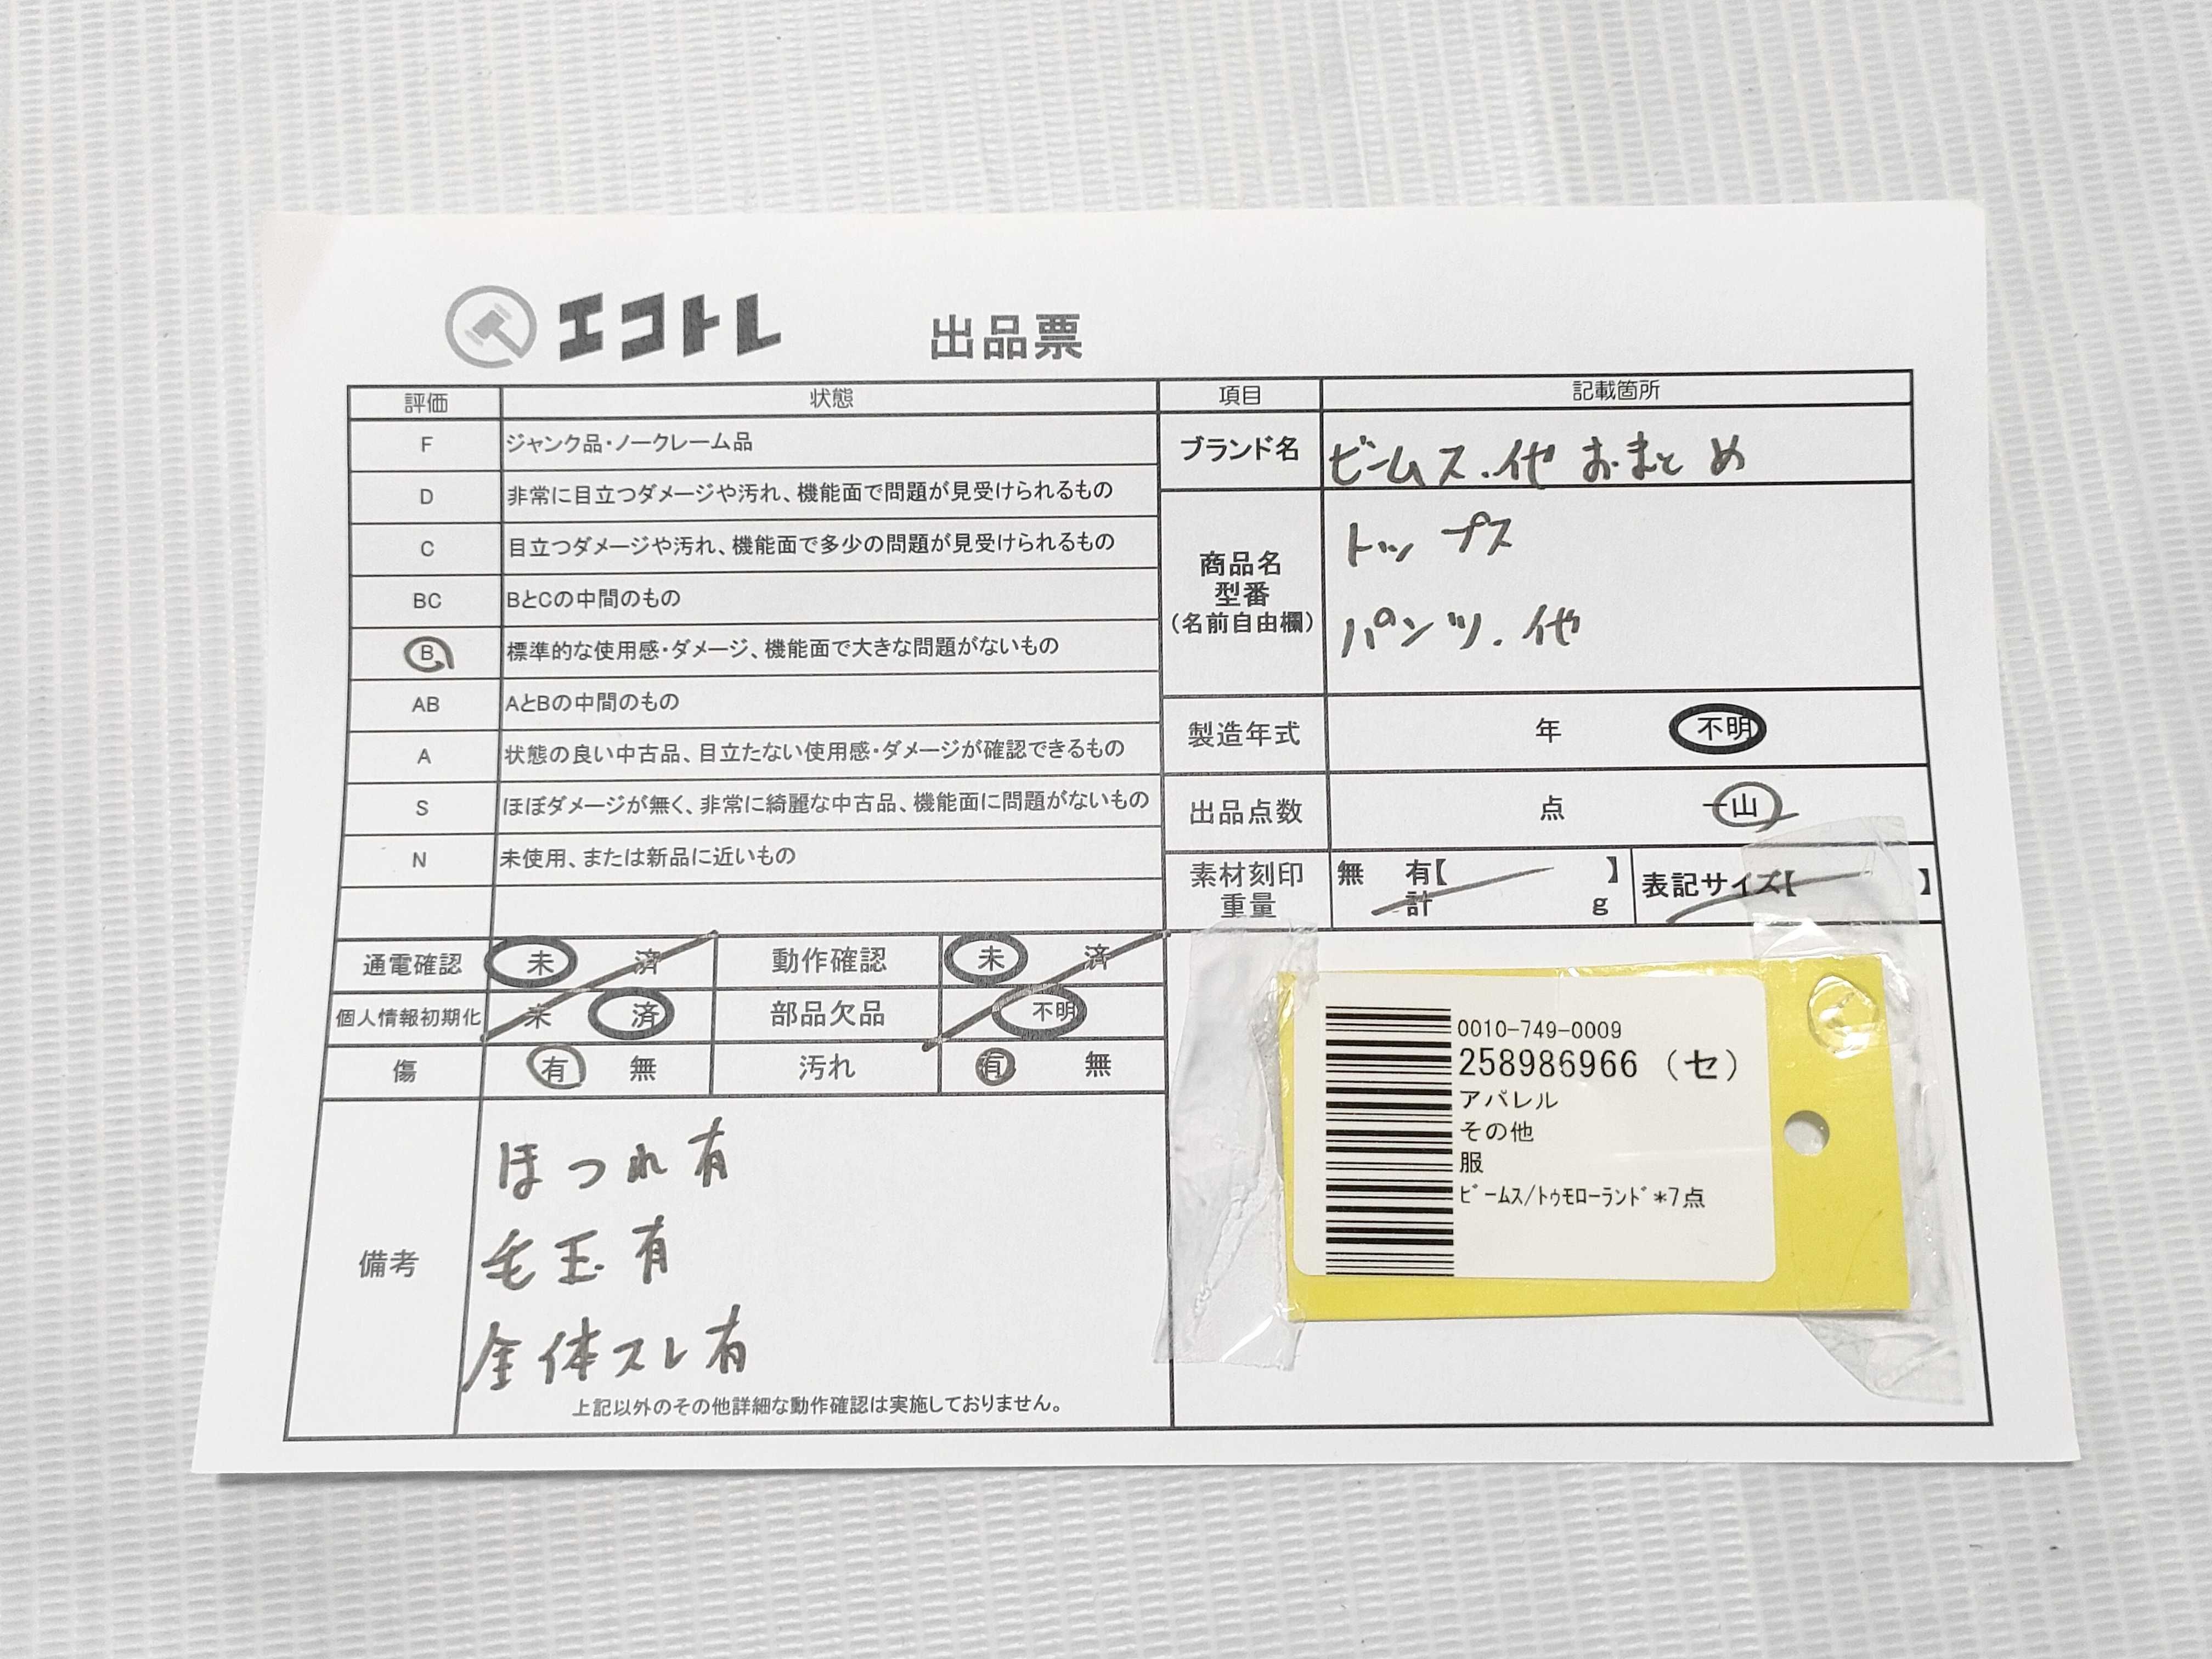 エコトレ 出品票
評価 状態
F ジャンク品・ノークレーム品
D 非常に目立つダメージや汚れ、機能面で問題が見受けられるもの
C 目立つダメージや汚れ、機能面で多少の問題が見受けられるもの
BC BとCの中間のもの
B 標準的な使用感・ダメージ、機能面で大きな問題がないもの
AB AとBの中間のもの
A 状態の良い中古品、目立たない使用感・ダメージが確認できるもの
S ほぼダメージが無く、非常に綺麗な中古品、機能面に問題がないもの
N 未使用、または新品に近いもの
項目 記載箇所
ブランド名 ビームス.他 おまとめ
商品名
型番
(名前自由欄)
トップス
パンツ.他
製造年式 年 不明
出品点数 点 一山
素材刻印 無 有【 】
重量 計 g
表記サイズ【 】
通電確認 未 済 動作確認 未 済
個人情報初期化 未 済 部品欠品 不明
傷 有 無 汚れ 有 無
備考
ほつれ有
毛玉有
全体スレ有
上記以外のその他詳細な動作確認は実施しておりません。
0010-749-0009
258986966 (セ)
アパレル
その他
服
ビームス/トゥモローランド*7点